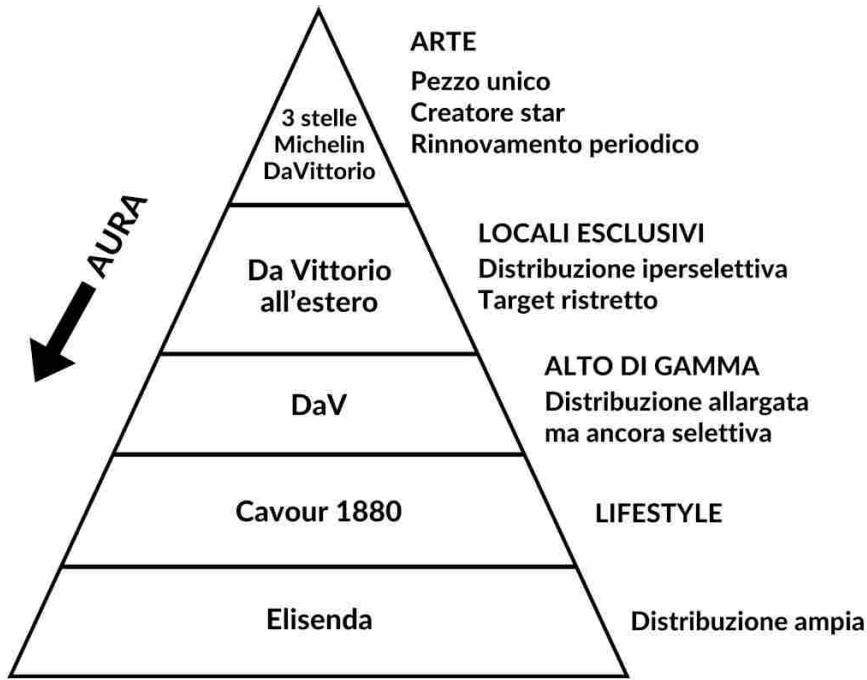 ARTE
Pezzo unico
Creatore star
Rinnovamento periodico
3 stelle
Michelin
DaVittorio
AURA
LOCALI ESCLUSIVI
Distribuzione iperselettiva
Target ristretto
Da Vittorio
all'estero
ALTO DI GAMMA
Distribuzione allargata
ma ancora selettiva
DaV
Cavour 1880
LIFESTYLE
Elisenda
Distribuzione ampia